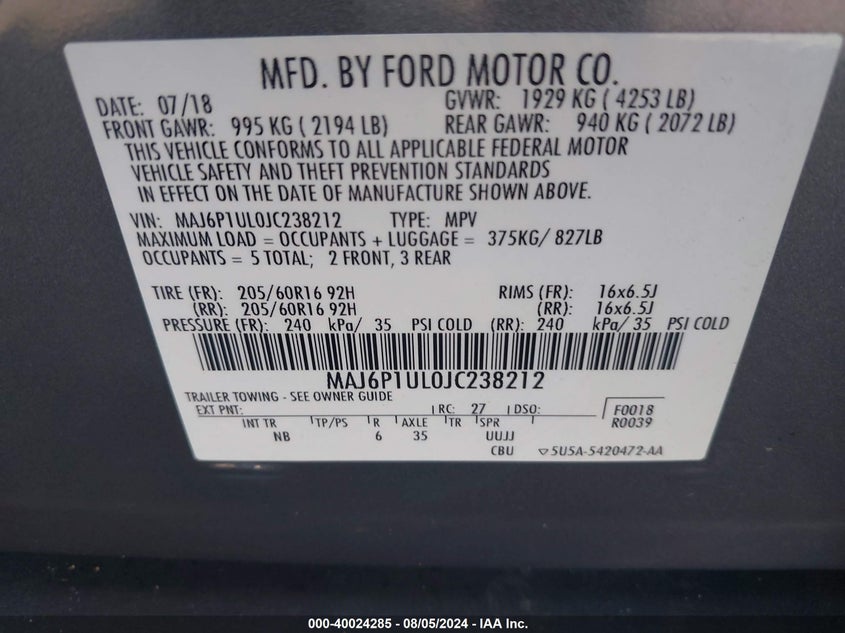 MFD. BY FORD MOTOR CO.
DATE: 07/18 GVWR: 1929 KG ( 4253 LB)
FRONT GAWR: 995 KG ( 2194 LB) REAR GAWR: 940 KG ( 2072 LB)
THIS VEHICLE CONFORMS TO ALL APPLICABLE FEDERAL MOTOR
VEHICLE SAFETY AND THEFT PREVENTION STANDARDS
IN EFFECT ON THE DATE OF MANUFACTURE SHOWN ABOVE.
VIN: MAJ6P1UL0JC238212 TYPE: MPV
MAXIMUM LOAD = OCCUPANTS + LUGGAGE = 375KG/ 827LB
OCCUPANTS = 5 TOTAL; 2 FRONT, 3 REAR
TIRE (FR): 205/60R16 92H RIMS (FR): 16x6.5J
(RR): 205/60R16 92H (RR): 16x6.5J
PRESSURE (FR): 240 kPa/ 35 PSI COLD (RR): 240 kPa/ 35 PSI COLD
MAJ6P1UL0JC238212
TRAILER TOWING - SEE OWNER GUIDE
EXT PNT: RC: 27 DSO: F0018
INT TR TP/PS R AXLE TR SPR R0039
NB 6 35 UUJJ
CBU 5U5A-5420472-AA
000-40024285 - 08/05/2024 - IAA Inc.